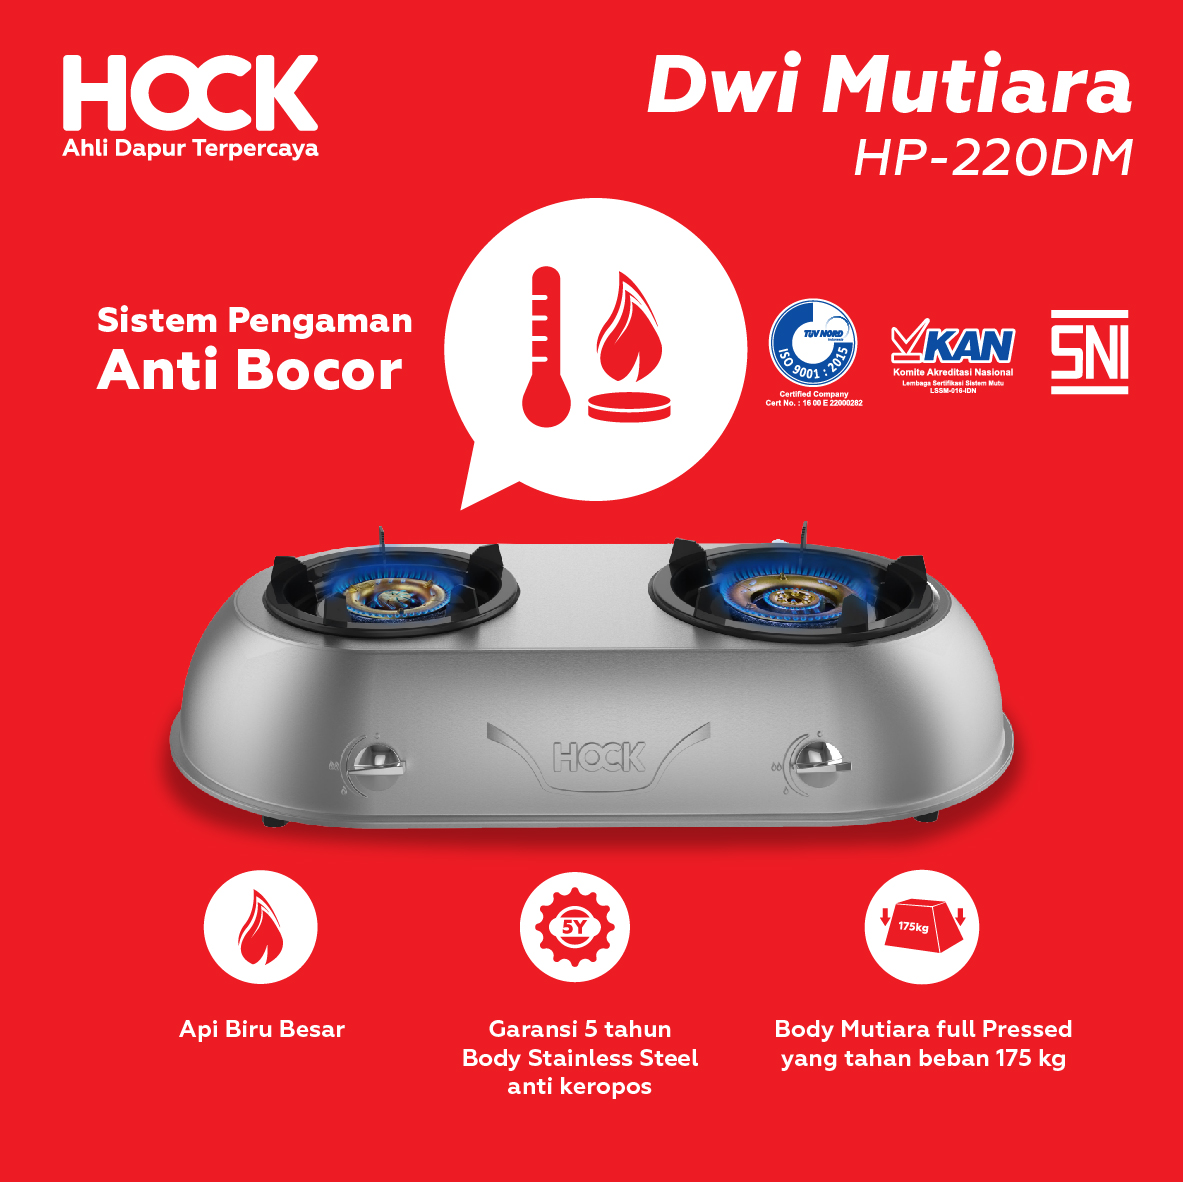 HOCK
Ahli Dapur Terpercaya
Dwi Mutiara
HP-220DM
Sistem Pengaman
Anti Bocor
TÜV NORD
Indonesia
ISO 9001 : 2015
Certified Company
Cert No. : 16 00 E 22000282
KAN
Komite Akreditasi Nasional
Lembaga Sertifikasi Sistem Mutu
LSSM-016-IDN
SNI
HOCK
5Y
175kg
Api Biru Besar
Garansi 5 tahun
Body Stainless Steel
anti keropos
Body Mutiara full Pressed
yang tahan beban 175 kg